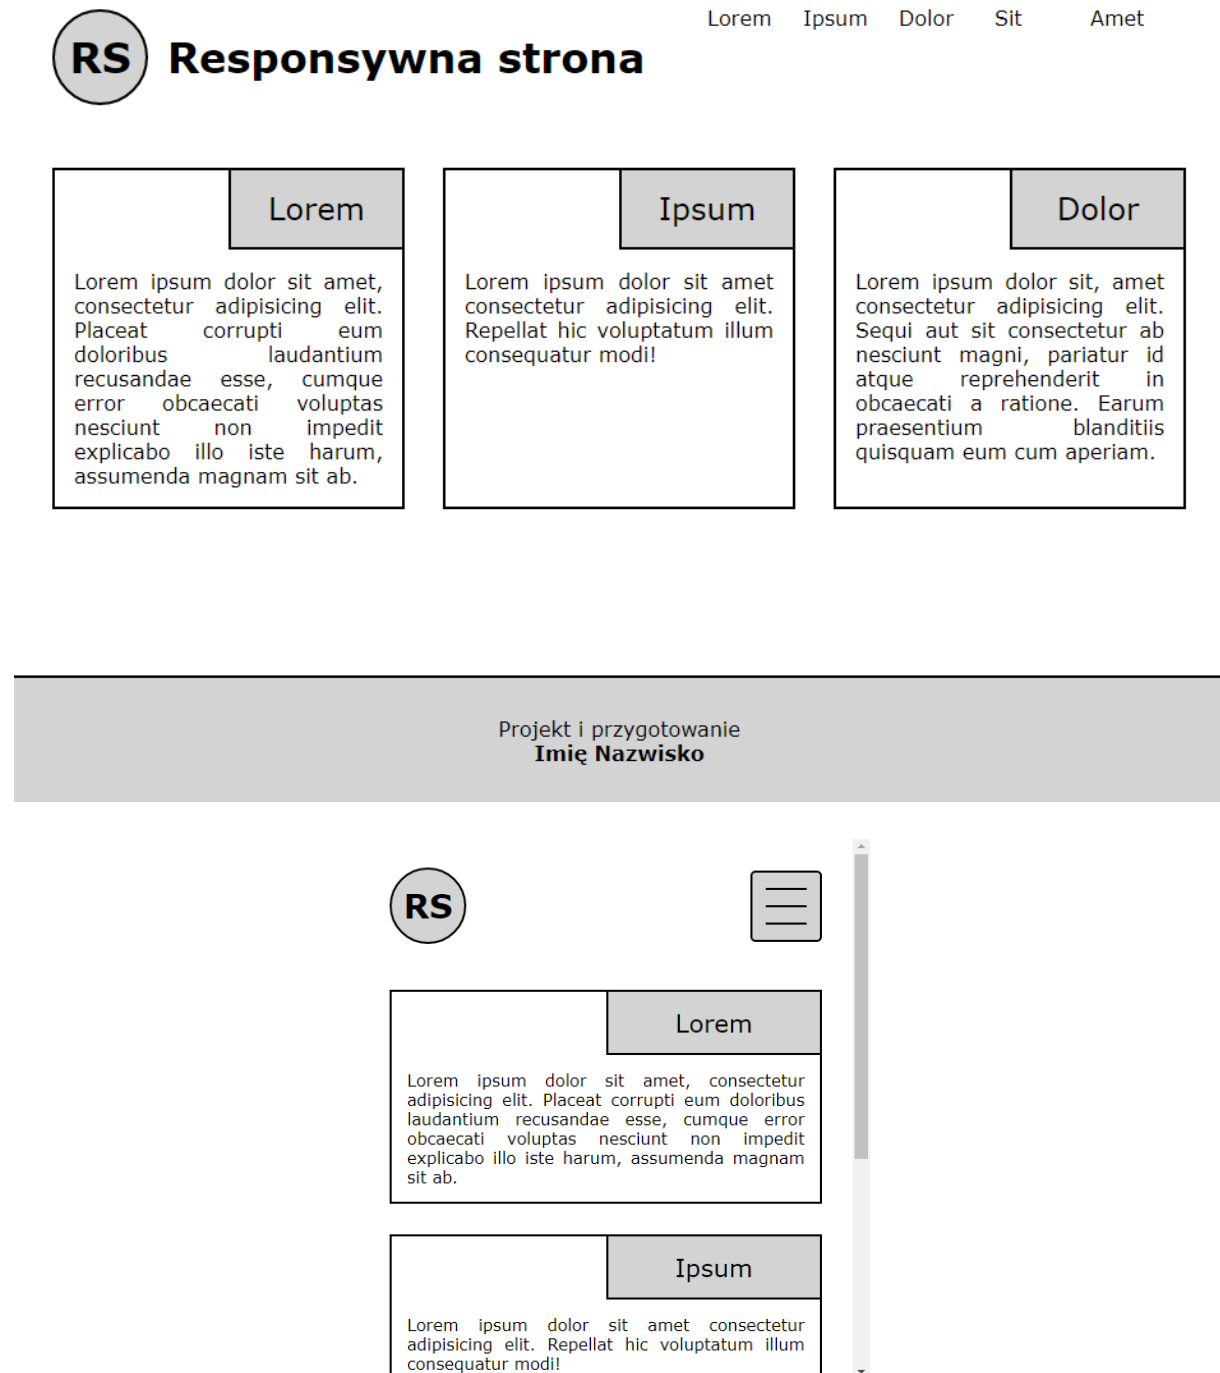 RS Responsywna strona
Lorem Ipsum Dolor Sit Amet
Lorem
Lorem ipsum dolor sit amet,
consectetur adipisicing elit.
Placeat corrupti eum
doloribus laudantium
recusandae esse, cumque
error obcaecati voluptas
nesciunt non impedit
explicabo illo iste harum,
assumenda magnam sit ab.
Ipsum
Lorem ipsum dolor sit amet
consectetur adipisicing elit.
Repellat hic voluptatum illum
consequatur modi!
Dolor
Lorem ipsum dolor sit, amet
consectetur adipisicing elit.
Sequi aut sit consectetur ab
nesciunt magni, pariatur id
atque reprehenderit in
obcaecati a ratione. Earum
praesentium blanditiis
quisquam eum cum aperiam.
Projekt i przygotowanie
Imię Nazwisko
RS
Lorem
Lorem ipsum dolor sit amet, consectetur
adipisicing elit. Placeat corrupti eum doloribus
laudantium recusandae esse, cumque error
obcaecati voluptas nesciunt non impedit
explicabo illo iste harum, assumenda magnam
sit ab.
Ipsum
Lorem ipsum dolor sit amet consectetur
adipisicing elit. Repellat hic voluptatum illum
consequatur modi!